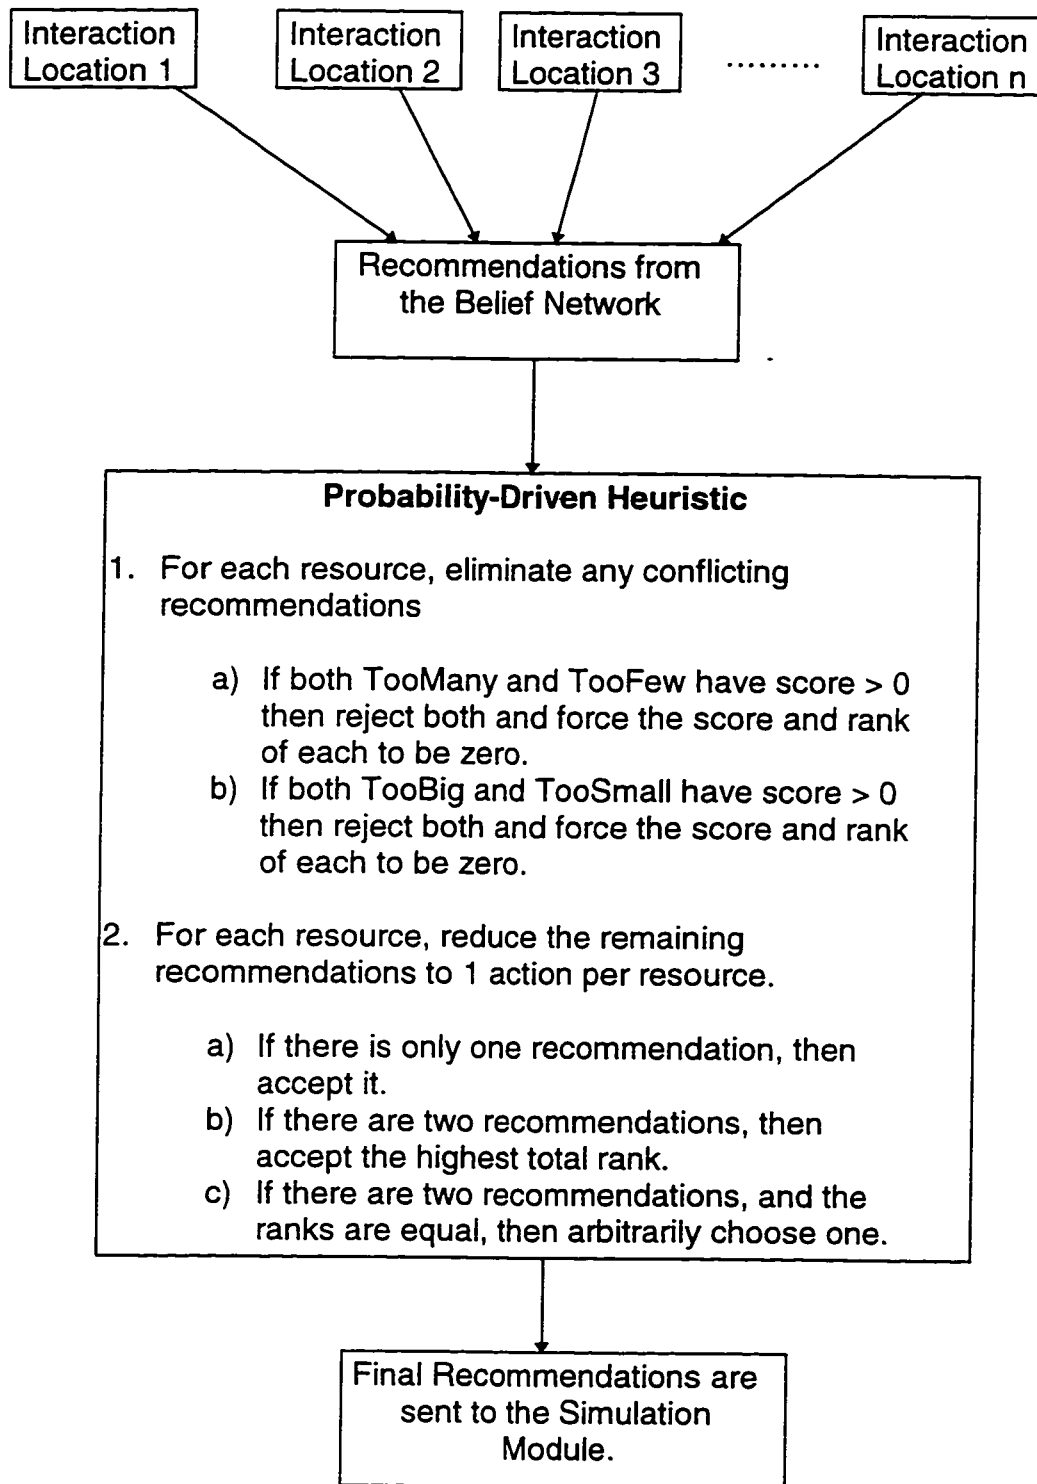 Interaction
Location 1
Interaction
Location 2
Interaction
Location 3
.........
Interaction
Location n
Recommendations from
the Belief Network
Probability-Driven Heuristic
1. For each resource, eliminate any conflicting
recommendations
a) If both TooMany and TooFew have score > 0
then reject both and force the score and rank
of each to be zero.
b) If both TooBig and TooSmall have score > 0
then reject both and force the score and rank
of each to be zero.
2. For each resource, reduce the remaining
recommendations to 1 action per resource.
a) If there is only one recommendation, then
accept it.
b) If there are two recommendations, then
accept the highest total rank.
c) If there are two recommendations, and the
ranks are equal, then arbitrarily choose one.
Final Recommendations are
sent to the Simulation
Module.